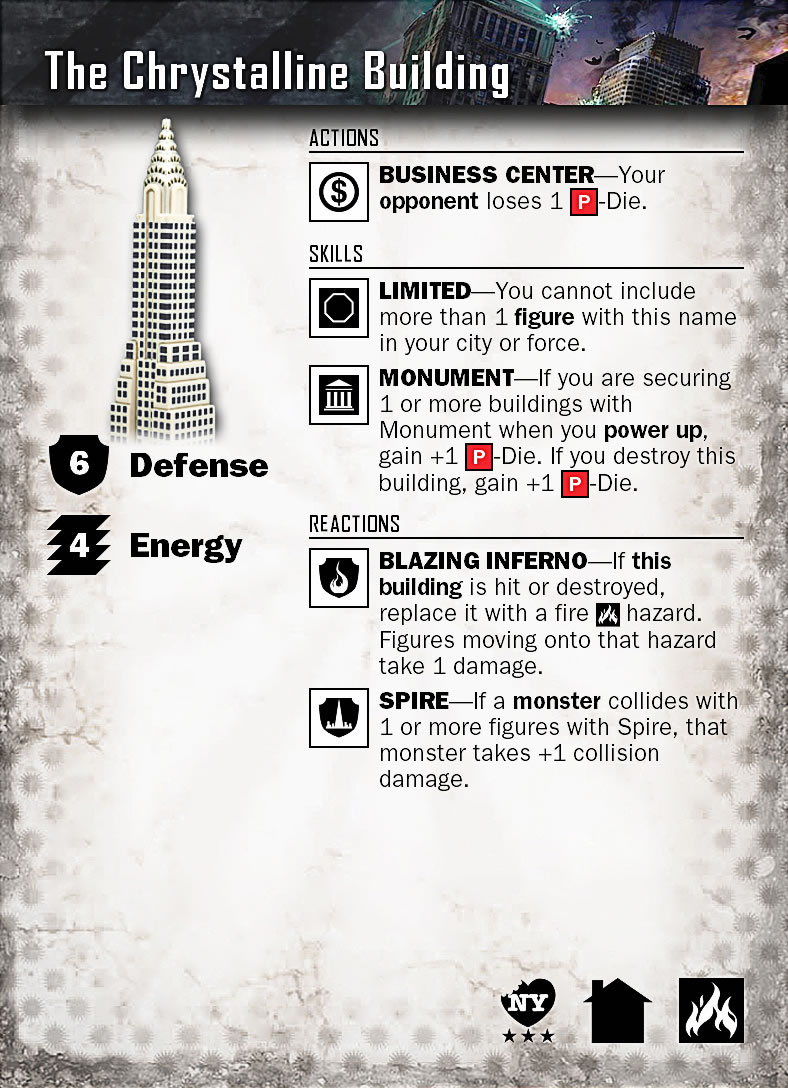 The Chrystalline Building
ACTIONS
$
BUSINESS CENTER—Your
opponent loses 1 P-Die.
SKILLS
LIMITED—You cannot include
more than 1 figure with this name
in your city or force.
MONUMENT—If you are securing
1 or more buildings with
Monument when you power up,
gain +1 P-Die. If you destroy this
building, gain +1 P-Die.
6 Defense
4 Energy
REACTIONS
BLAZING INFERNO—If this
building is hit or destroyed,
replace it with a fire hazard.
Figures moving onto that hazard
take 1 damage.
SPIRE—If a monster collides with
1 or more figures with Spire, that
monster takes +1 collision
damage.
NY